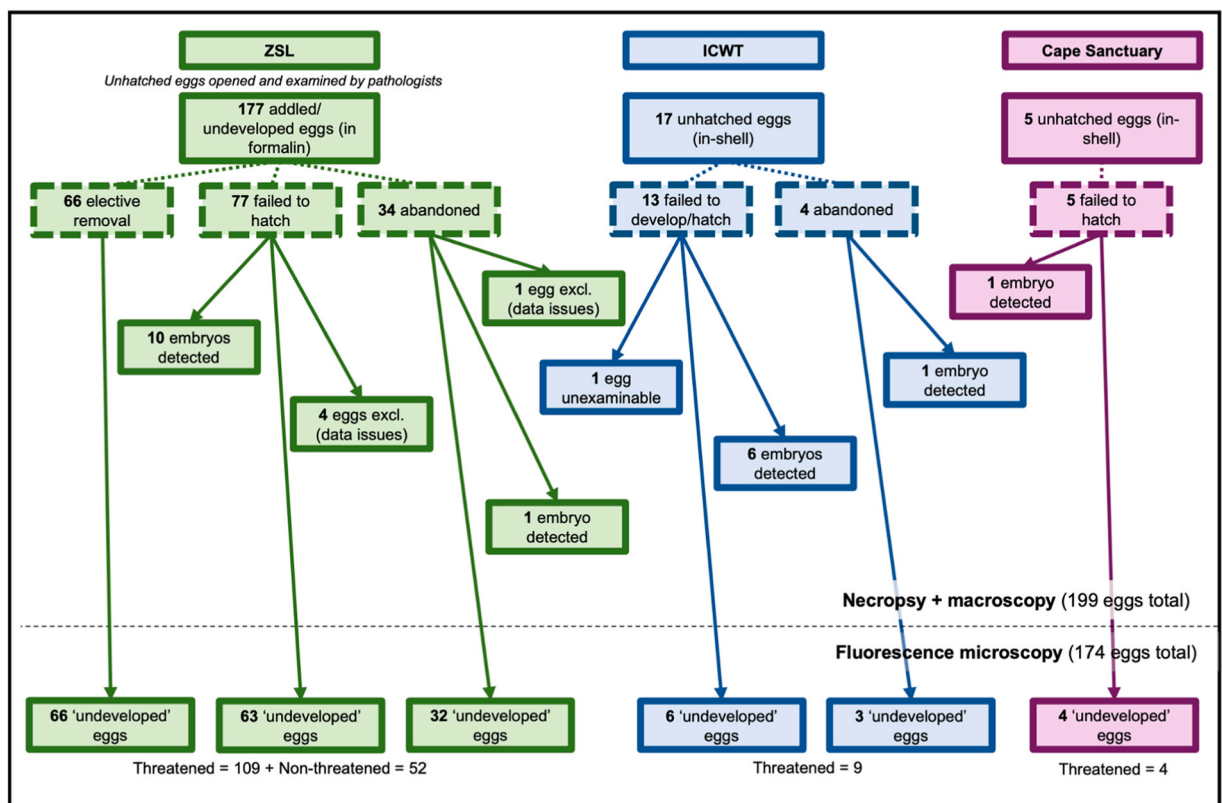 ZSL
Unhatched eggs opened and examined by pathologists
177 addled/
undeveloped eggs (in
formalin)
66 elective
removal
77 failed to
hatch
34 abandoned
1 egg excl.
(data issues)
10 embryos
detected
4 eggs excl.
(data issues)
1 embryo
detected
ICWT
17 unhatched eggs
(in-shell)
13 failed to
develop/hatch
4 abandoned
1 egg
unexaminable
1 embryo
detected
6 embryos
detected
Cape Sanctuary
5 unhatched eggs (in-
shell)
5 failed to
hatch
1 embryo
detected
Necropsy + macroscopy (199 eggs total)
Fluorescence microscopy (174 eggs total)
66 ‘undeveloped’
eggs
63 ‘undeveloped’
eggs
32 ‘undeveloped’
eggs
6 ‘undeveloped’
eggs
3 ‘undeveloped’
eggs
4 ‘undeveloped’
eggs
Threatened = 109 + Non-threatened = 52
Threatened = 9
Threatened = 4